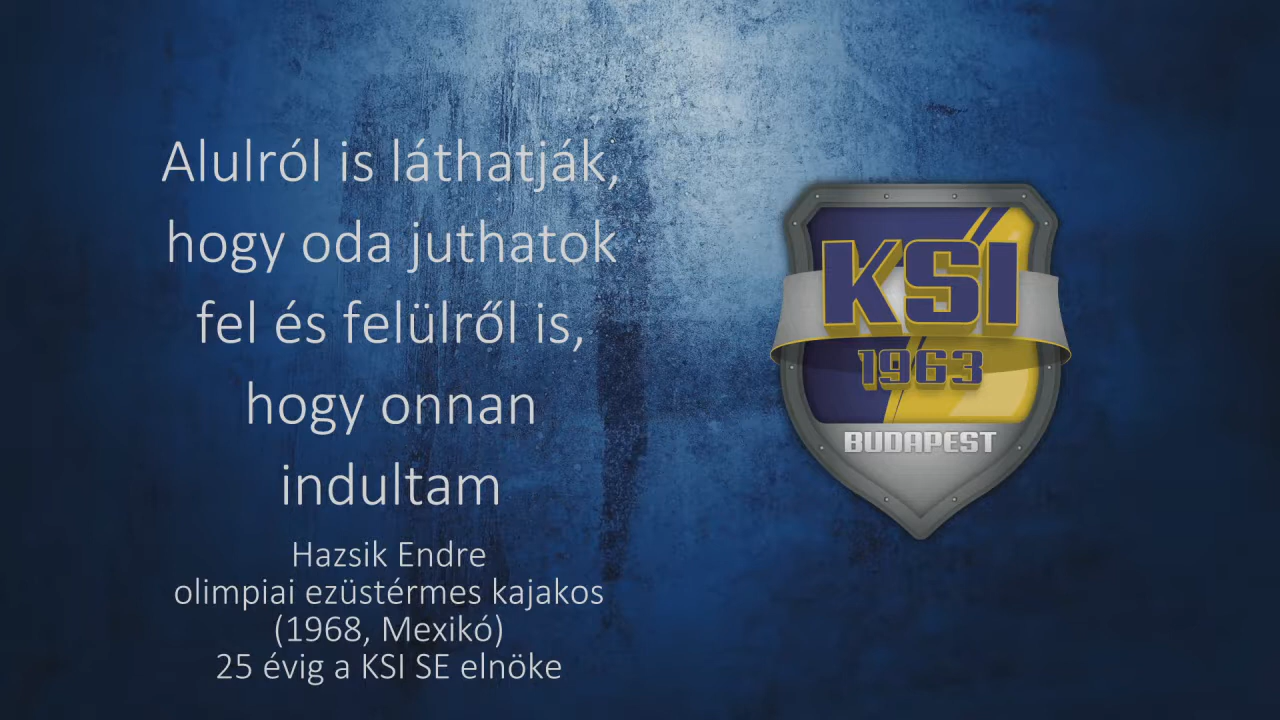 Alulról is láthatják,
hogy oda juthatok
fel és felülről is,
hogy onnan
indultam
Hazsik Endre
olimpiai ezüstérmes kajakos
(1968, Mexikó)
25 évig a KSI SE elnöke
KSI
1963
BUDAPEST